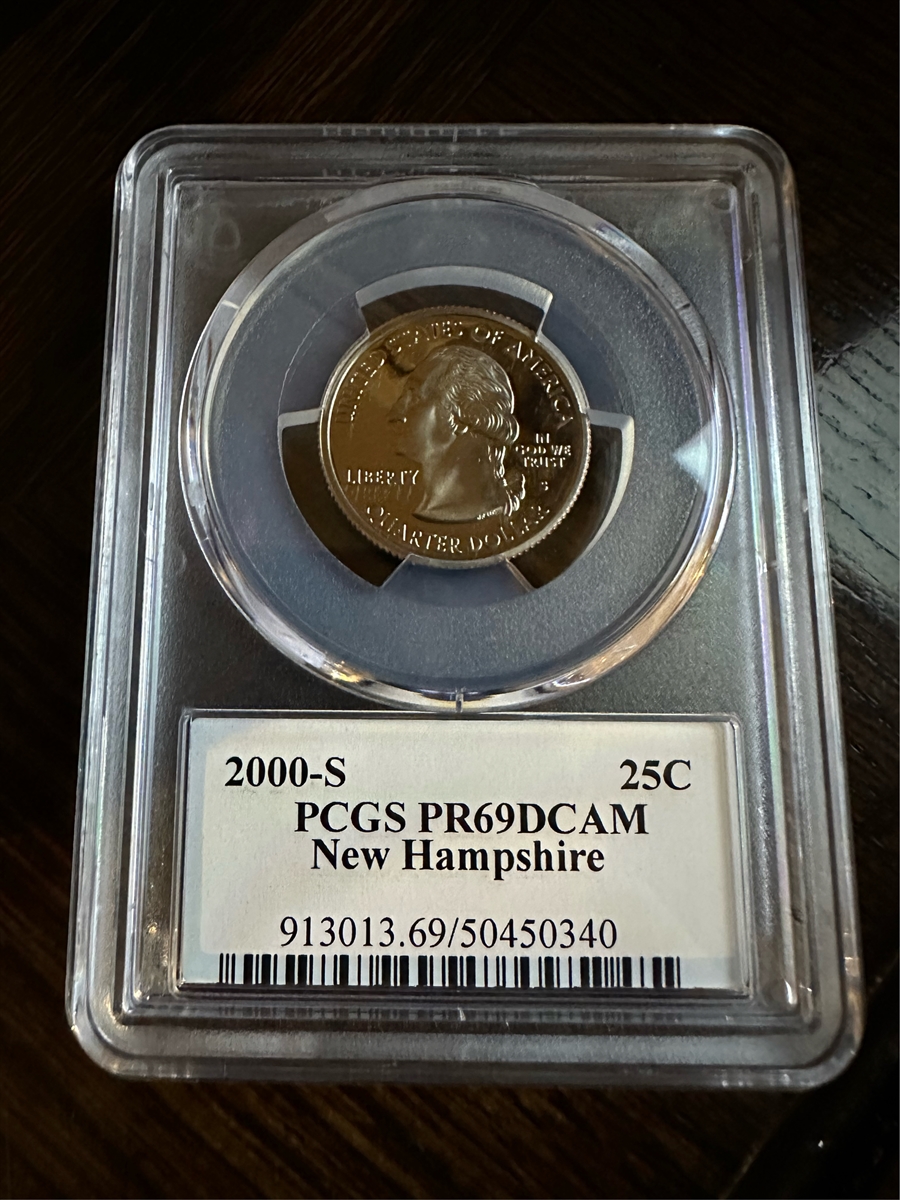 UNITED STATES OF AMERICA
IN
GOD WE
TRUST
LIBERTY
S
QUARTER DOLLAR
2000-S 25C
PCGS PR69DCAM
New Hampshire
913013.69/50450340